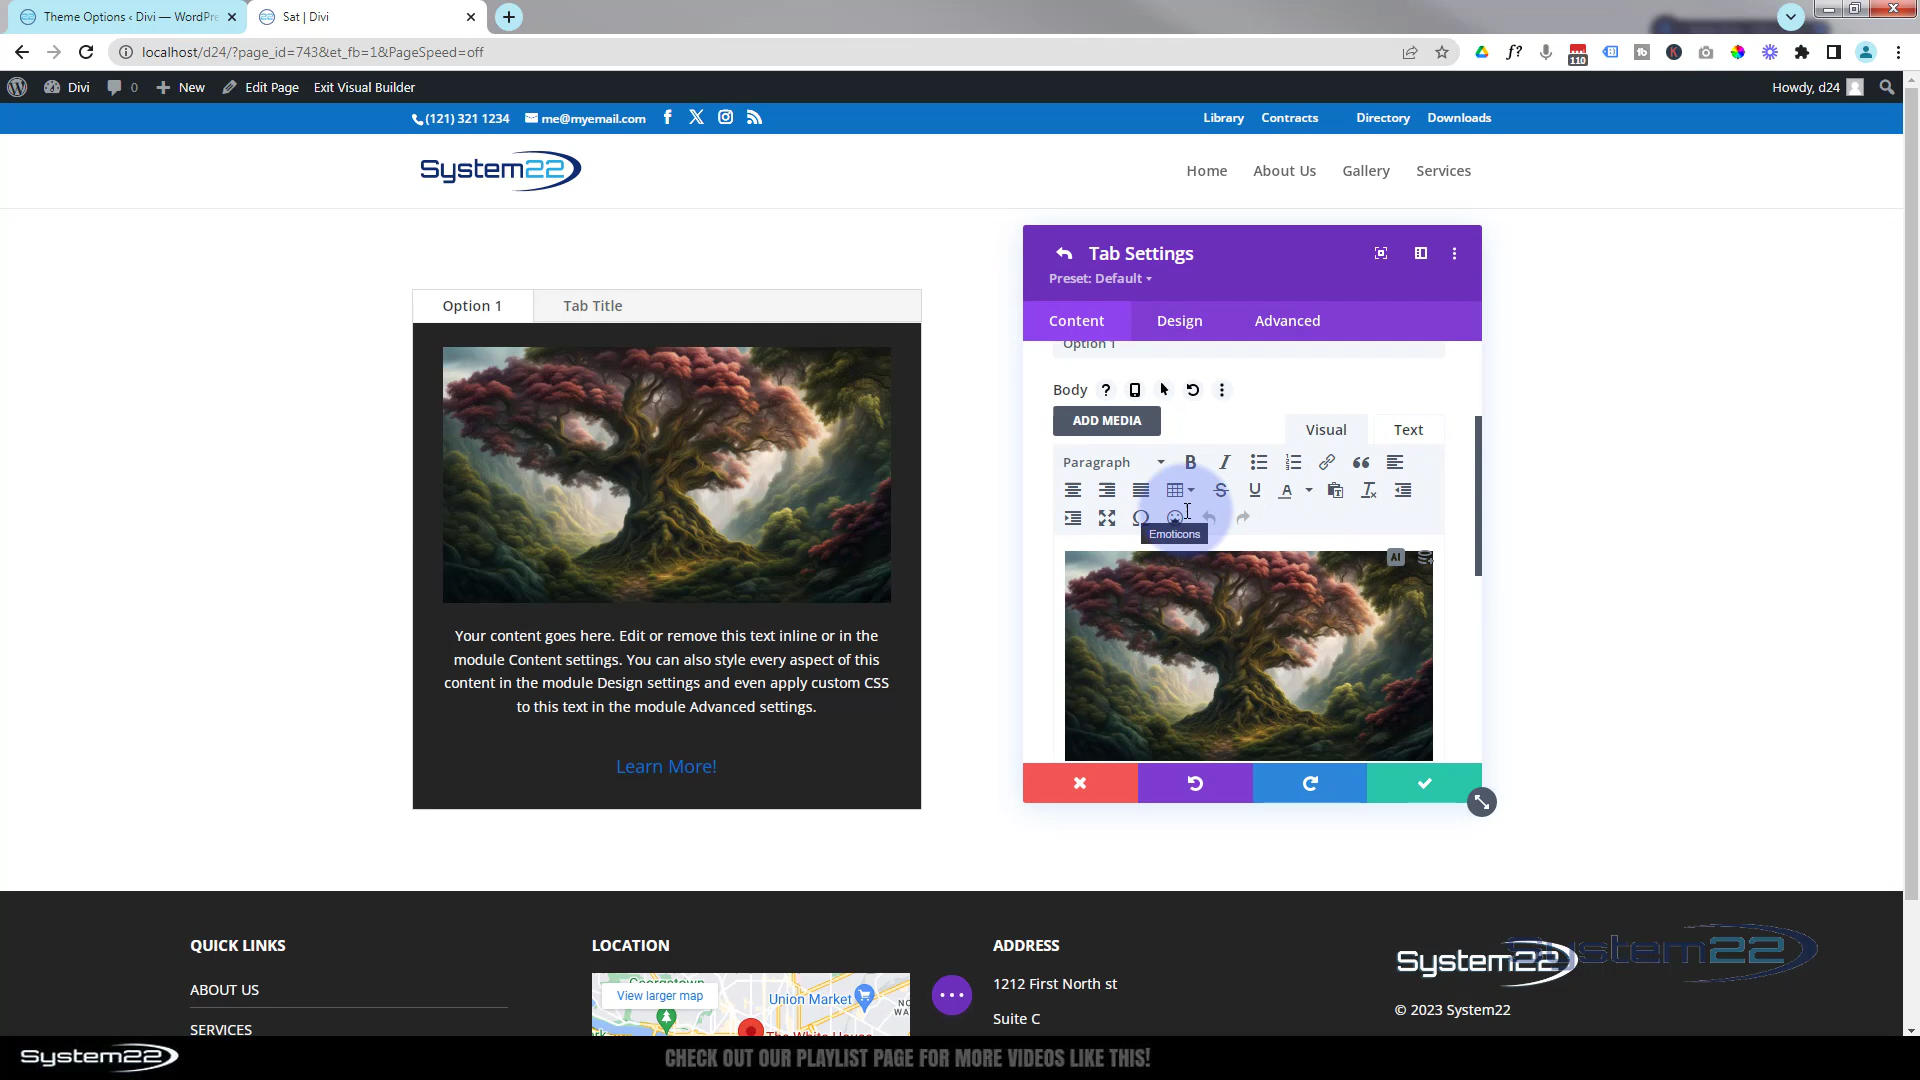 Theme Options ‹ Divi — WordPre
Sat | Divi
localhost/d24/?page_id=743&et_fb=1&PageSpeed=off
f?
110
Divi
0
New
Edit Page
Exit Visual Builder
Howdy, d24
(121) 321 1234
me@myemail.com
Library
Contracts
Directory
Downloads
System22
Home
About Us
Gallery
Services
Tab Settings
Preset: Default
Content
Design
Advanced
Option 1
Tab Title
Option 1
Body
ADD MEDIA
Visual
Text
Paragraph
Emoticons
AI
Your content goes here. Edit or remove this text inline or in the
module Content settings. You can also style every aspect of this
content in the module Design settings and even apply custom CSS
to this text in the module Advanced settings.
Learn More!
QUICK LINKS
ABOUT US
SERVICES
LOCATION
View larger map
Union Market
ADDRESS
1212 First North st
Suite C
System22
System22
© 2023 System22
System22
CHECK OUT OUR PLAYLIST PAGE FOR MORE VIDEOS LIKE THIS!